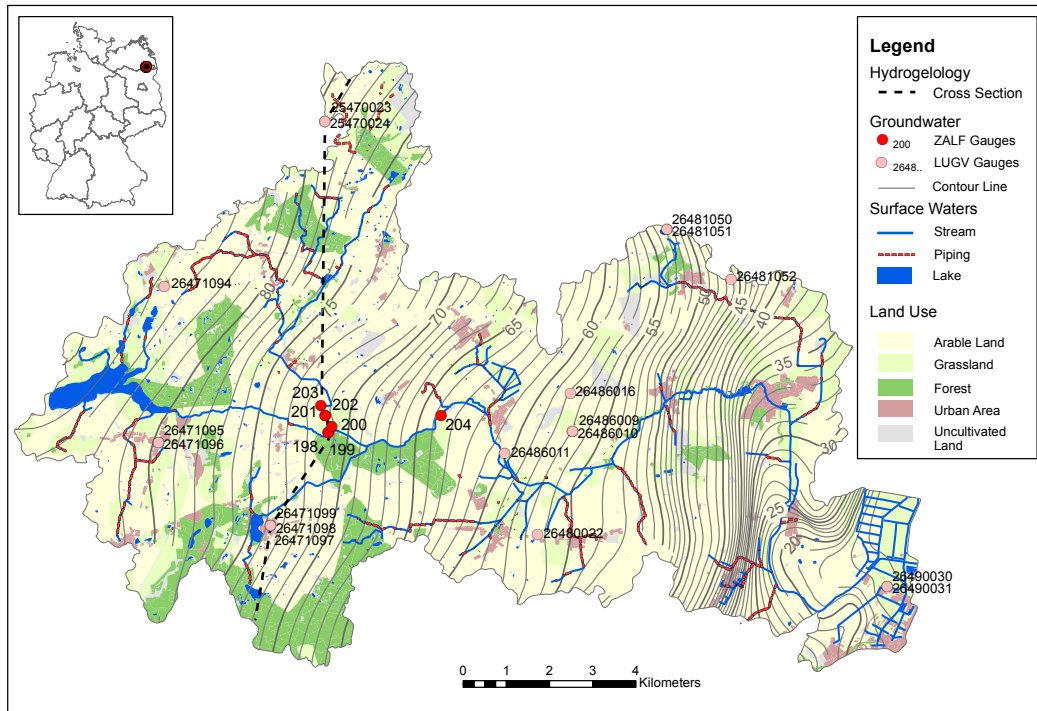 25470023
25470024
26481050
26481051
26481052
26471094
80
75
70
65
60
55
50
45
40
35
30
25
20
26486016
203
202
201
200
204
26486009
26486010
26471095
26471096
198
199
26486011
26471099
26471098
26471097
26480022
26490030
26490031
0 1 2 3 4
Kilometers
Legend
Hydrogelology
Cross Section
Groundwater
200 ZALF Gauges
2648.. LUGV Gauges
Contour Line
Surface Waters
Stream
Piping
Lake
Land Use
Arable Land
Grassland
Forest
Urban Area
Uncultivated
Land